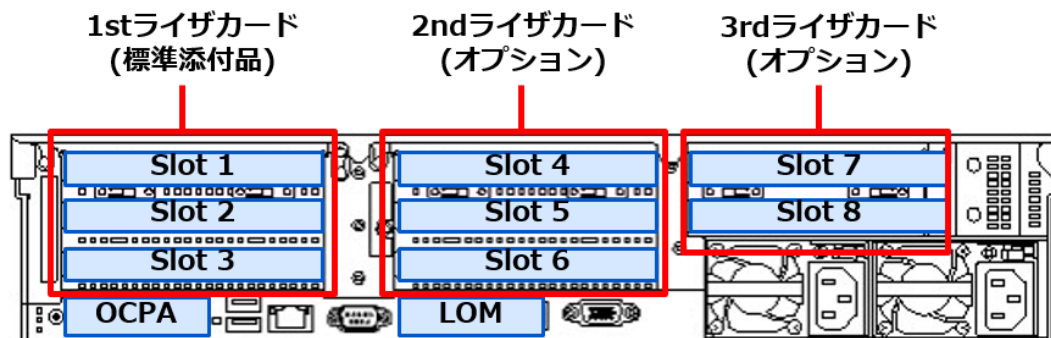 1stライザカード
(標準添付品)
2ndライザカード
(オプション)
3rdライザカード
(オプション)
Slot 1
Slot 4
Slot 7
Slot 2
Slot 5
Slot 8
Slot 3
Slot 6
OCPA
LOM